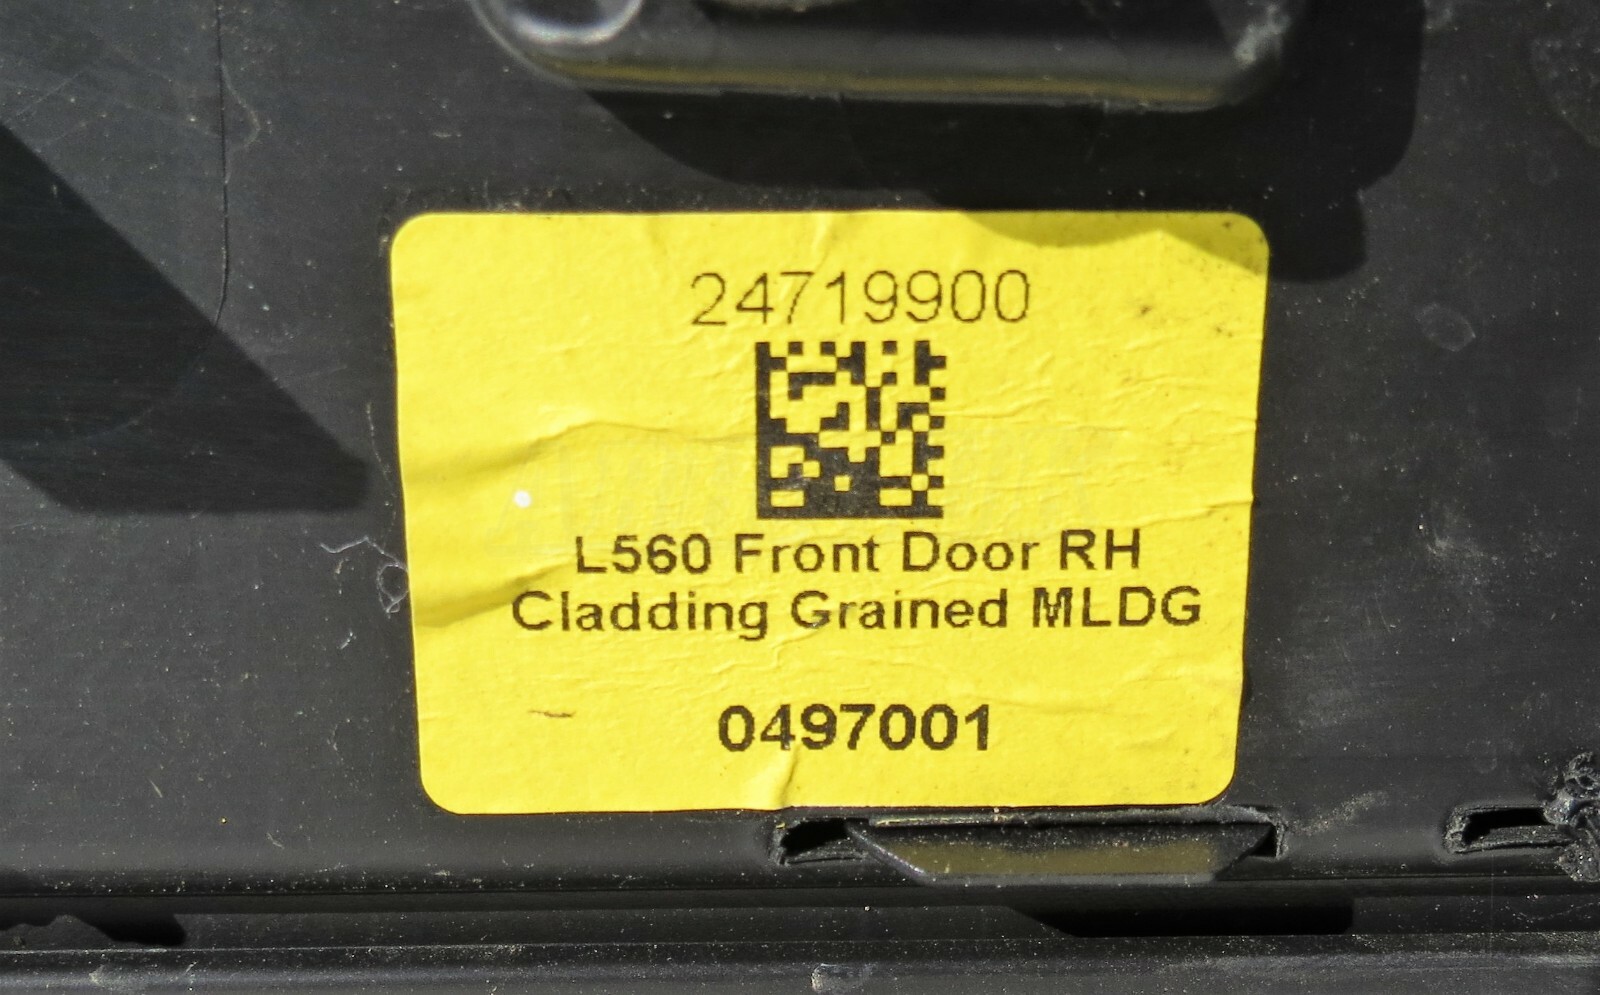 24719900
L560 Front Door RH
Cladding Grained MLDG
0497001